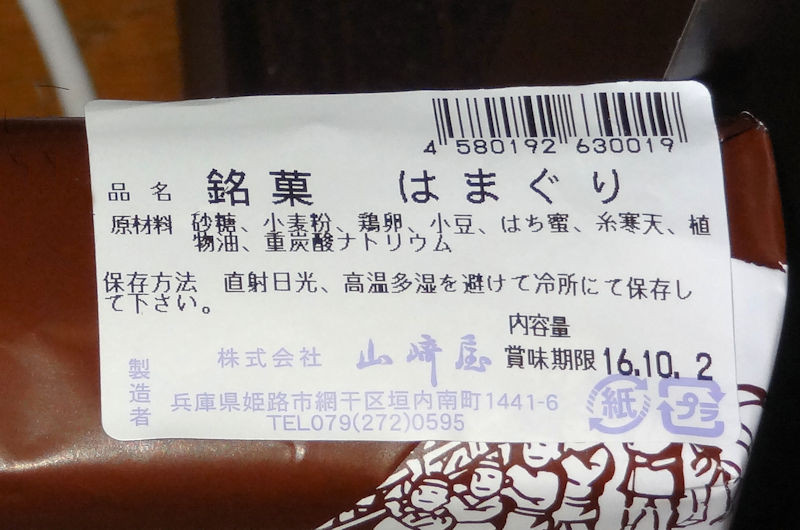 4 580192 630019
品名 銘菓 はまぐり
原材料 砂糖、小麦粉、鶏卵、小豆、はち蜜、糸寒天、植
物油、重炭酸ナトリウム
保存方法 直射日光、高温多湿を避けて冷所にて保存し
て下さい。
内容量
賞味期限 16.10. 2
製造者 株式会社 山崎屋
兵庫県姫路市網干区垣内南町1441-6
TEL079(272)0595
紙 プラ